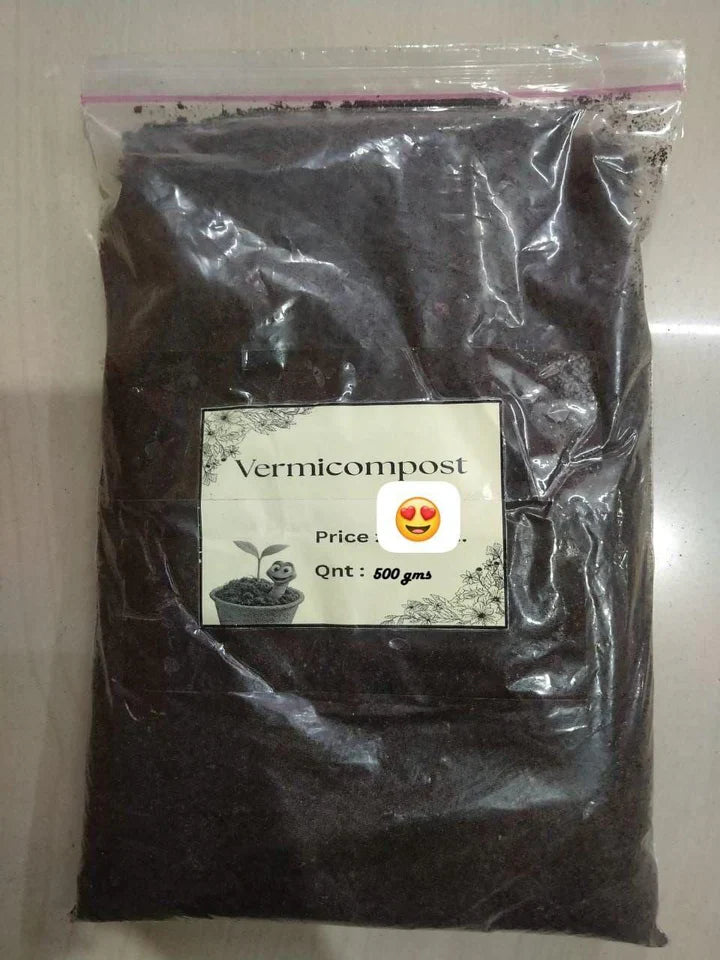 Vermicompost
Price :
Qnt : 500 gms